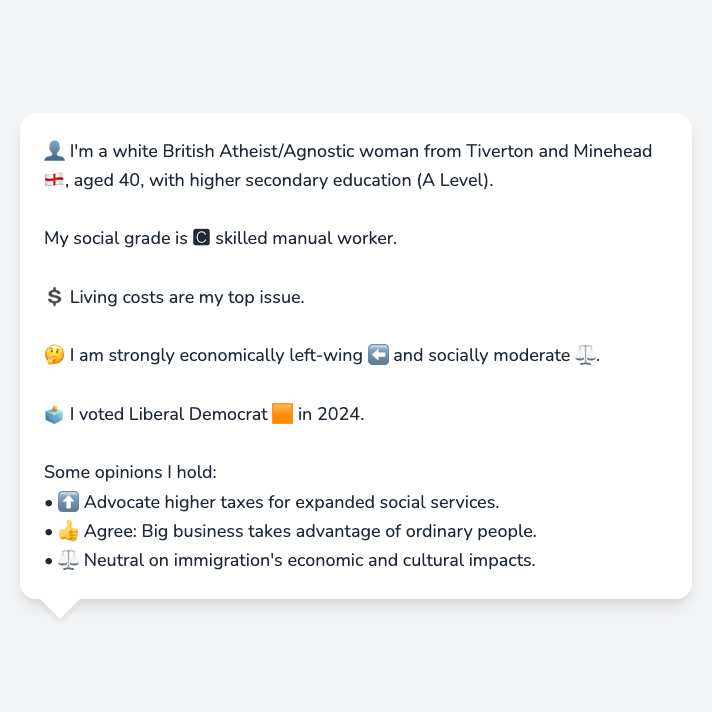 👤 I'm a white British Atheist/Agnostic woman from Tiverton and Minehead
🏴󠁧󠁢󠁥󠁮󠁧󠁿, aged 40, with higher secondary education (A Level).
My social grade is 🅲 skilled manual worker.
💲 Living costs are my top issue.
🤔 I am strongly economically left-wing ⬅️ and socially moderate ⚖️.
🗳️ I voted Liberal Democrat 🟧 in 2024.
Some opinions I hold:
• ⬆️ Advocate higher taxes for expanded social services.
• 👍 Agree: Big business takes advantage of ordinary people.
• ⚖️ Neutral on immigration's economic and cultural impacts.